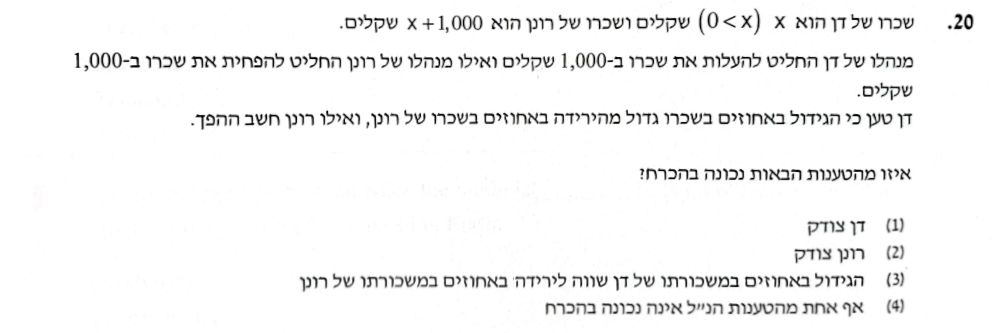 20. שכרו של דן הוא x (0<x) שקלים ושכרו של רונן הוא x+1,000 שקלים.
מנהלו של דן החליט להעלות את שכרו ב-1,000 שקלים ואילו מנהלו של רונן החליט להפחית את שכרו ב-1,000
שקלים.
דן טען כי הגידול באחוזים בשכרו גדול מהירידה באחוזים בשכרו של רונן, ואילו רונן חשב ההפך.
איזו מהטענות הבאות נכונה בהכרח?
(1) דן צודק
(2) רונן צודק
(3) הגידול באחוזים במשכורתו של דן שווה לירידה באחוזים במשכורתו של רונן
(4) אף אחת מהטענות הנ״ל אינה נכונה בהכרח